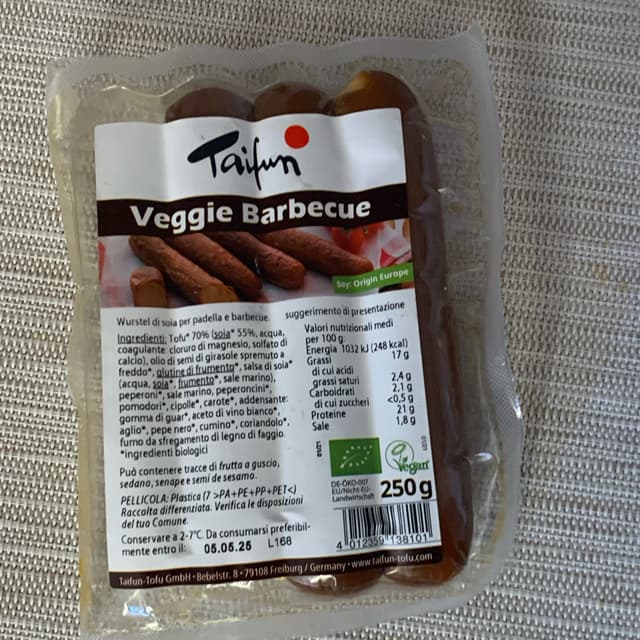 Taifun
Veggie Barbecue
Soy: Origin Europe
Wurstel di soia per padella e barbecue.
suggerimento di presentazione
Ingredienti: Tofu* 70% (soia* 55%, acqua,
coagulante: cloruro di magnesio, solfato di
calcio), olio di semi di girasole spremuto a
freddo*, glutine di frumento*, salsa di soia*
(acqua, soia*, frumento*, sale marino),
peperoni*, sale marino, peperoncini*,
pomodori*, cipolle*, carote*, addensante:
gomma di guar*, aceto di vino bianco*,
aglio*, pepe nero*, cumino*, coriandolo*,
fumo da sfregamento di legno di faggio.
*ingredienti biologici
Può contenere tracce di frutta a guscio,
sedano, senape e semi de sesamo.
PELLICOLA: Plastica (7 >PA+PE+PP+PET<)
Raccolta differenziata. Verifica le disposizioni
del tuo Comune.
Conservare a 2-7°C. Da consumarsi preferibil-
mente entro il: 05.05.25 L168
Valori nutrizionali medi
per 100 g:
Energia 1032 kJ (248 kcal)
Grassi 17 g
di cui acidi
grassi saturi 2,4 g
Carboidrati 2,1 g
di cui zuccheri <0,5 g
Proteine 21 g
Sale 1,8 g
Vegan
DE-ÖKO-007
EU/Nicht-EU-
Landwirtschaft
250 g
4 012359 138101
Taifun-Tofu GmbH • Bebelstr. 8 • 79108 Freiburg / Germany • www.taifun-tofu.com